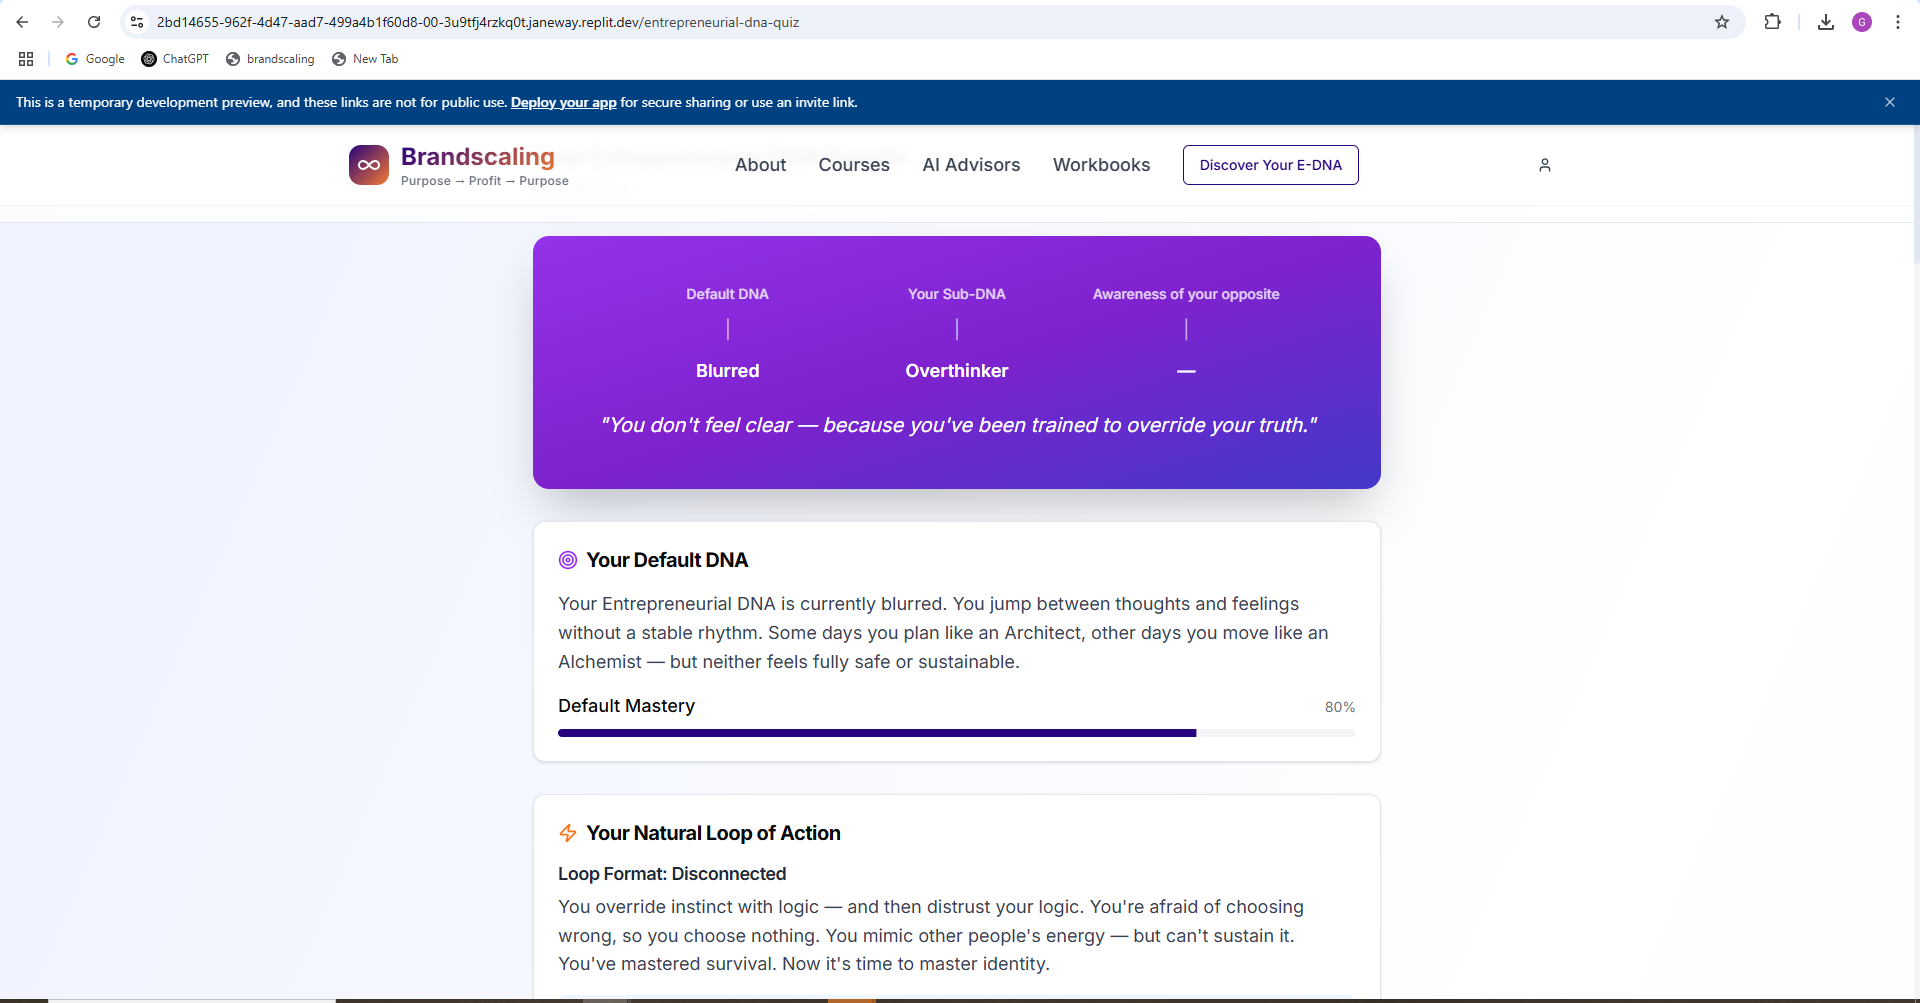 2bd14655-962f-4d47-aad7-499a4b1f60d8-00-3u9tfj4rzkq0t.janeway.replit.dev/entrepreneurial-dna-quiz
G
Google
ChatGPT
brandscaling
New Tab
This is a temporary development preview, and these links are not for public use. Deploy your app for secure sharing or use an invite link.
Brandscaling
Purpose → Profit → Purpose
About
Courses
AI Advisors
Workbooks
Discover Your E-DNA
Default DNA
Your Sub-DNA
Awareness of your opposite
Blurred
Overthinker
—
"You don't feel clear — because you've been trained to override your truth."
Your Default DNA
Your Entrepreneurial DNA is currently blurred. You jump between thoughts and feelings
without a stable rhythm. Some days you plan like an Architect, other days you move like an
Alchemist — but neither feels fully safe or sustainable.
Default Mastery
80%
Your Natural Loop of Action
Loop Format: Disconnected
You override instinct with logic — and then distrust your logic. You're afraid of choosing
wrong, so you choose nothing. You mimic other people's energy — but can't sustain it.
You've mastered survival. Now it's time to master identity.